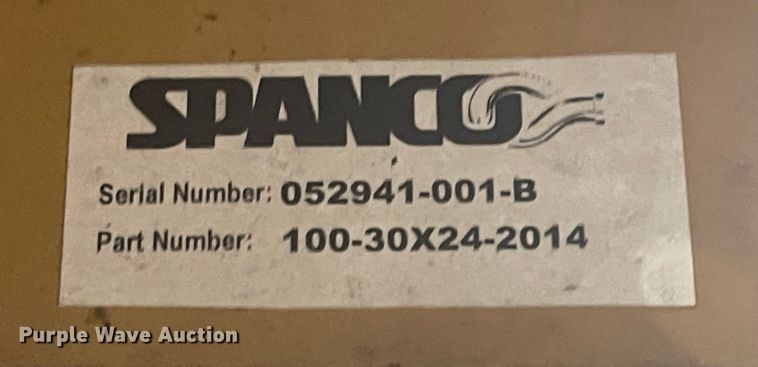 SPANCO
Serial Number: 052941-001-B
Part Number: 100-30X24-2014
Purple Wave Auction